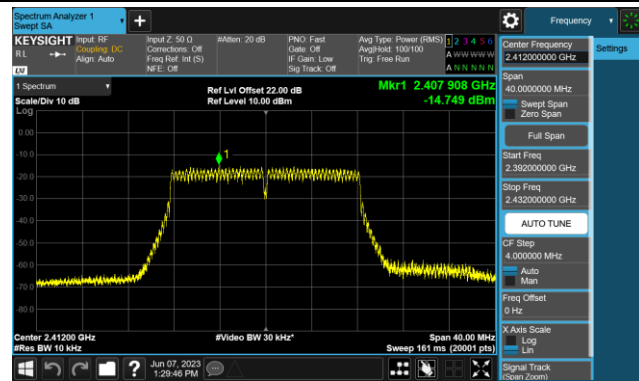 Spectrum Analyzer 1
Swept SA
Frequency
KEYSIGHT
RL
LXI
Input: RF
Coupling: DC
Align: Auto
Input Z: 50 Ω
Corrections: Off
Freq Ref: Int (S)
NFE: Off
#Atten: 20 dB
PNO: Fast
Gate: Off
IF Gain: Low
Sig Track: Off
Avg Type: Power (RMS)
Avg|Hold: 100/100
Trig: Free Run
1 2 3 4 5 6
A W W W W W
A N N N N N
1 Spectrum
Scale/Div 10 dB
Log
Ref Lvl Offset 22.00 dB
Ref Level 10.00 dBm
Mkr1 2.407 908 GHz
-14.749 dBm
0.00
-10.0
-20.0
-30.0
-40.0
-50.0
-60.0
-70.0
-80.0
1
Center 2.41200 GHz
#Res BW 10 kHz
#Video BW 30 kHz*
Span 40.00 MHz
Sweep 161 ms (20001 pts)
Center Frequency
2.412000000 GHz
Settings
Span
40.0000000 MHz
Swept Span
Zero Span
Full Span
Start Freq
2.392000000 GHz
Stop Freq
2.432000000 GHz
AUTO TUNE
CF Step
4.000000 MHz
Auto
Man
Freq Offset
0 Hz
X Axis Scale
Log
Lin
Signal Track
(Span Zoom)
?
Jun 07, 2023
1:29:46 PM